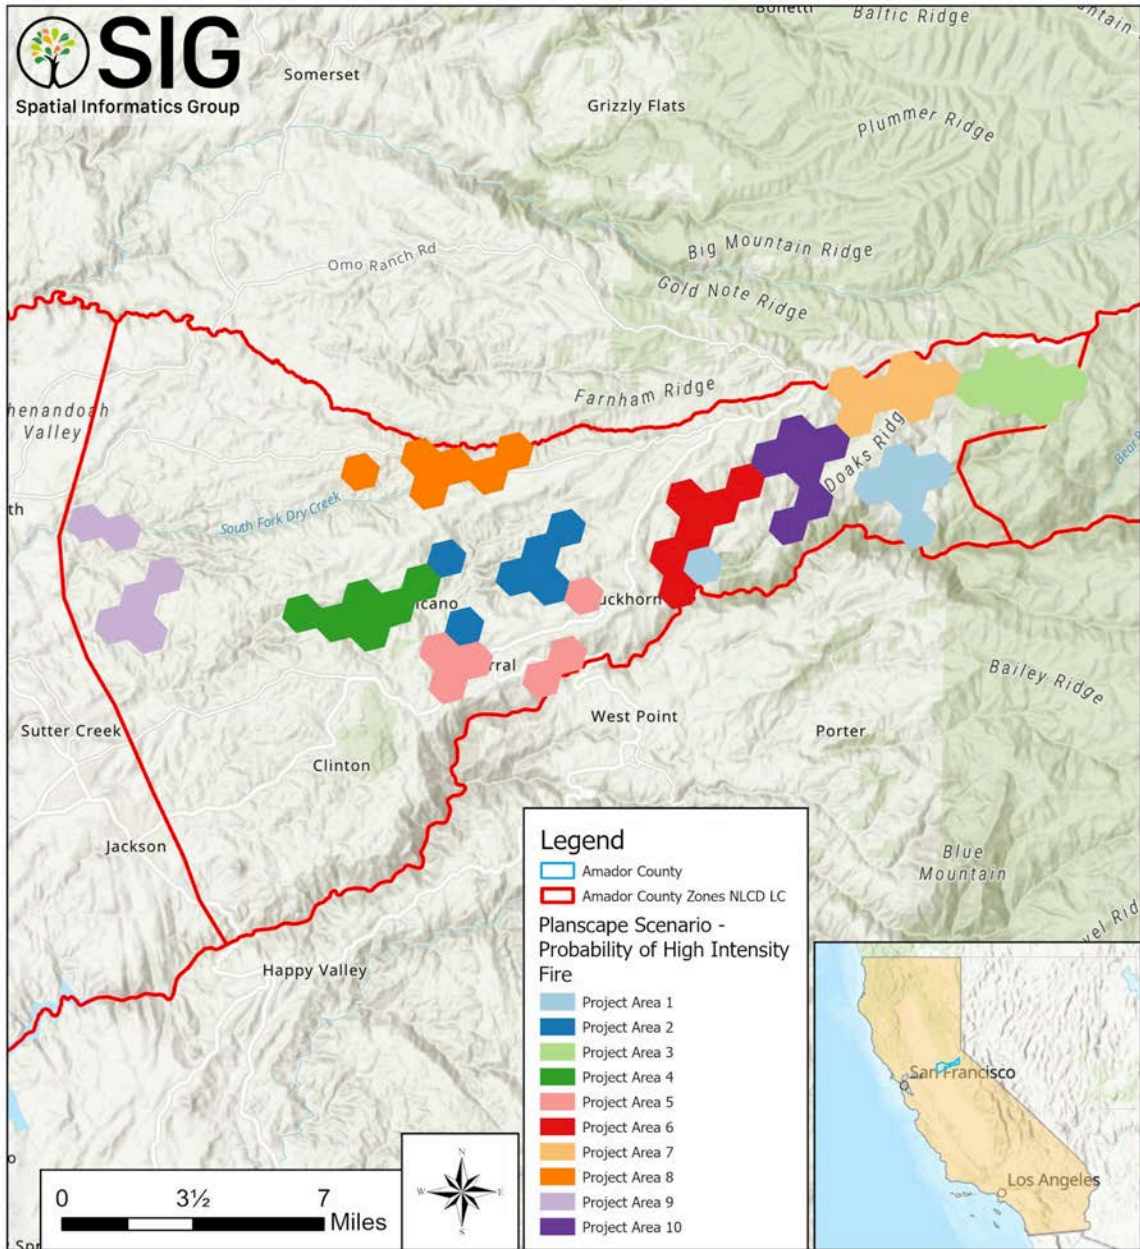 SIG
Spatial Informatics Group
Baltic Ridge
Somerset
Grizzly Flats
Plummer Ridge
Omo Ranch Rd
Big Mountain Ridge
Gold Note Ridge
Farnham Ridge
henandoah
Valley
Doaks Ridg
th
South Fork Dry Creek
Bear R
icano
uckhorn
rral
Bailey Ridge
Sutter Creek
West Point
Porter
Clinton
Jackson
Blue
Mountain
vel Rid
Happy Valley
Legend
Amador County
Amador County Zones NLCD LC
Planscape Scenario -
Probability of High Intensity
Fire
Project Area 1
Project Area 2
Project Area 3
Project Area 4
Project Area 5
Project Area 6
Project Area 7
Project Area 8
Project Area 9
Project Area 10
San Francisco
Los Angeles
N
W E
S
0 3½ 7
Miles